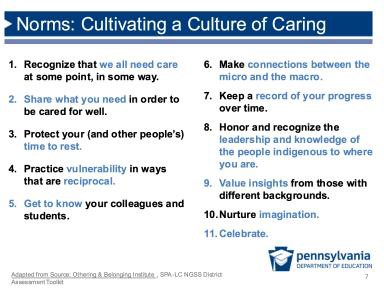 Norms: Cultivating a Culture of Caring
1. Recognize that we all need care
at some point, in some way.
2. Share what you need in order to
be cared for well.
3. Protect your (and other people's)
time to rest.
4. Practice vulnerability in ways
that are reciprocal.
5. Get to know your colleagues and
students.
6. Make connections between the
micro and the macro.
7. Keep a record of your progress
over time.
8. Honor and recognize the
leadership and knowledge of
the people indigenous to where
you are.
9. Value insights from those with
different backgrounds.
10. Nurture imagination.
11. Celebrate.
pennsylvania
DEPARTMENT OF EDUCATION
Adapted from Source: Othering & Belonging Institute , SPA-LC NGSS District
Assessment Toolkit
7